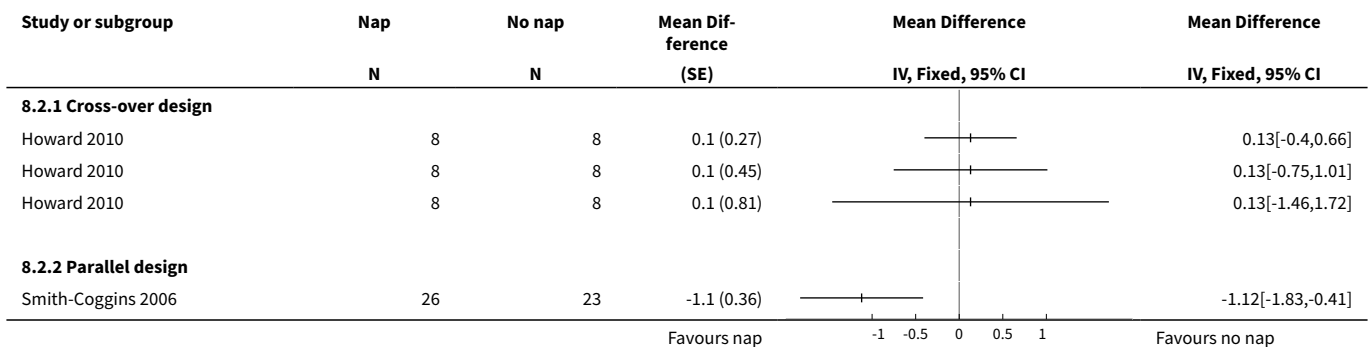 Study or subgroup Nap No nap Mean Dif- Mean Difference Mean Difference
ference
N N (SE) IV, Fixed, 95% CI IV, Fixed, 95% CI
8.2.1 Cross-over design
Howard 2010 8 8 0.1 (0.27) 0.13[-0.4,0.66]
Howard 2010 8 8 0.1 (0.45) 0.13[-0.75,1.01]
Howard 2010 8 8 0.1 (0.81) 0.13[-1.46,1.72]
8.2.2 Parallel design
Smith-Coggins 2006 26 23 -1.1 (0.36) -1.12[-1.83,-0.41]
Favours nap -1 -0.5 0 0.5 1 Favours no nap